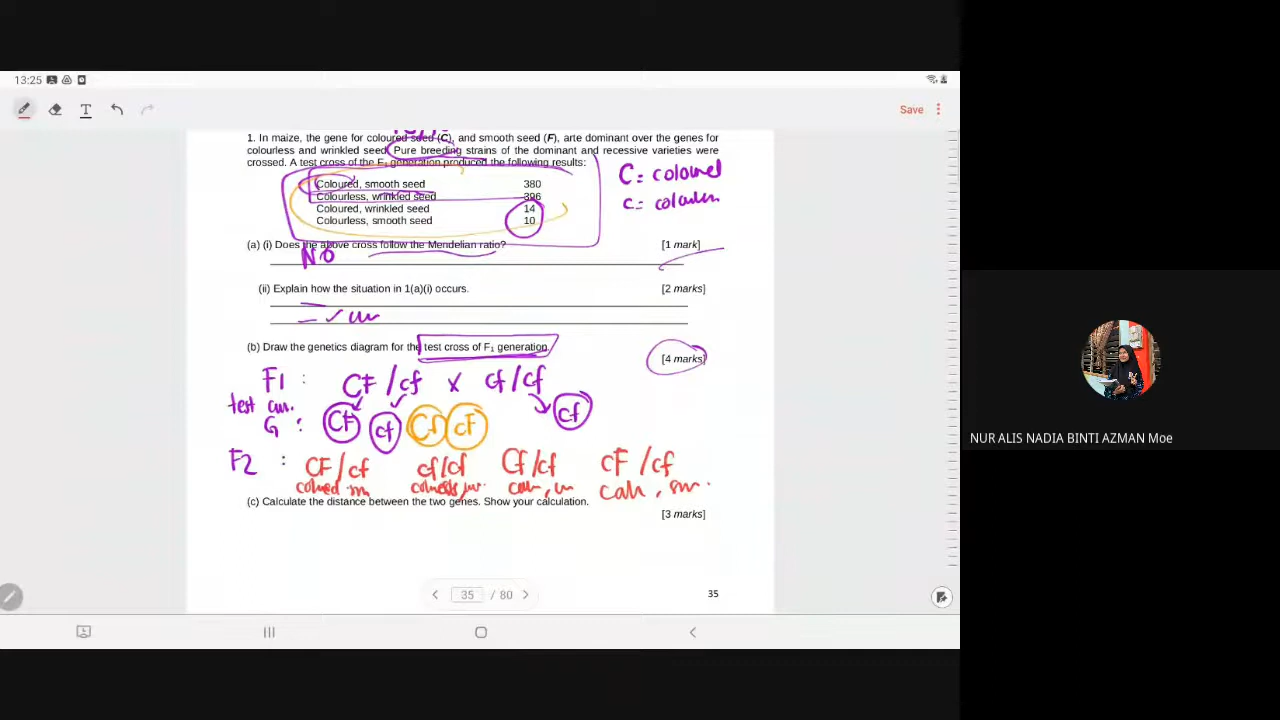 13:25
Save
1. In maize, the gene for coloured seed (C), and smooth seed (F), arte dominant over the genes for
colourless and wrinkled seed. Pure breeding strains of the dominant and recessive varieties were
crossed. A test cross of the F1 generation produced the following results:
Coloured, smooth seed 380
Colourless, wrinkled seed 396
Coloured, wrinkled seed 14
Colourless, smooth seed 10
C = coloured
c =
(a) (i) Does the above cross follow the Mendelian ratio? [1 mark]
NO
(ii) Explain how the situation in 1(a)(i) occurs. [2 marks]
(b) Draw the genetics diagram for the test cross of F1 generation. [4 marks]
F1 : CF/cf x cf/cf
test
G : CF cf Cf cF cf
F2 : CF/cf cf/cf Cf/cf cF/cf
(c) Calculate the distance between the two genes. Show your calculation.
[3 marks]
35 / 80
35
NUR ALIS NADIA BINTI AZMAN Moe